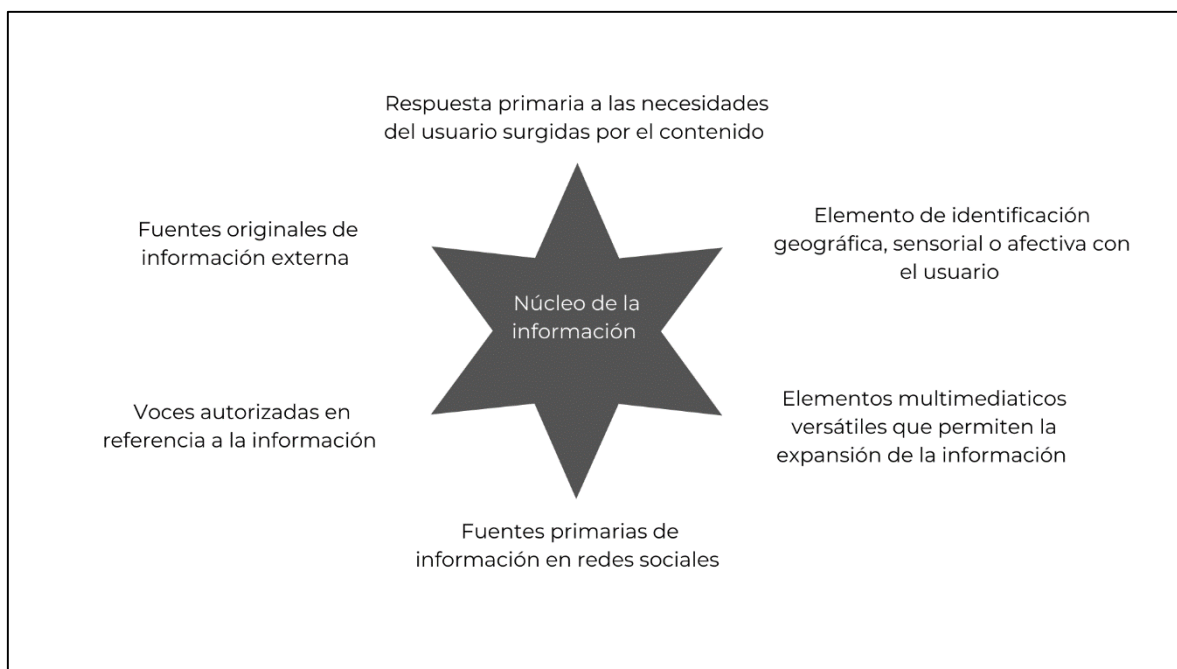 Respuesta primaria a las necesidades
del usuario surgidas por el contenido
Fuentes originales de
información externa
Elemento de identificación
geográfica, sensorial o afectiva con
el usuario
Núcleo de la
información
Voces autorizadas en
referencia a la información
Elementos multimediaticos
versátiles que permiten la
expansión de la información
Fuentes primarias de
información en redes sociales